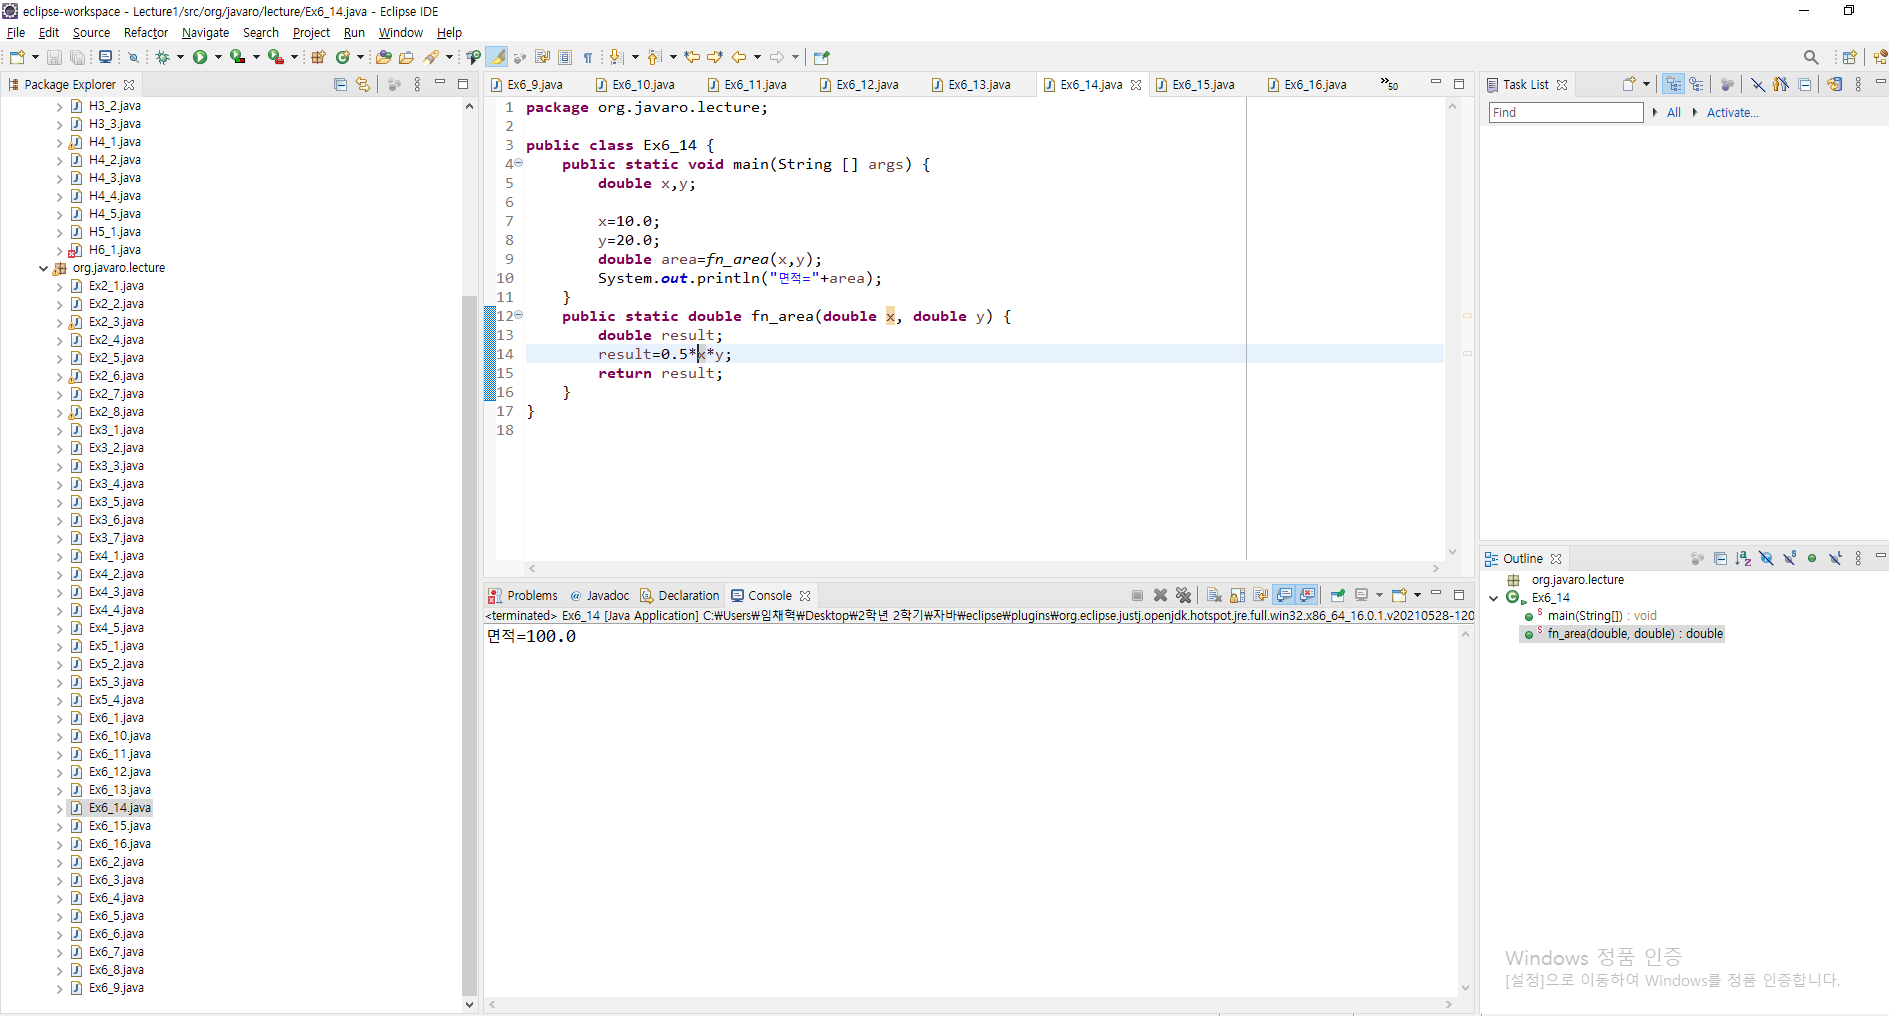 eclipse-workspace - Lecture1/src/org/javaro/lecture/Ex6_14.java - Eclipse IDE
File Edit Source Refactor Navigate Search Project Run Window Help
Package Explorer
H3_2.java
H3_3.java
H4_1.java
H4_2.java
H4_3.java
H4_4.java
H4_5.java
H5_1.java
H6_1.java
org.javaro.lecture
Ex2_1.java
Ex2_2.java
Ex2_3.java
Ex2_4.java
Ex2_5.java
Ex2_6.java
Ex2_7.java
Ex2_8.java
Ex3_1.java
Ex3_2.java
Ex3_3.java
Ex3_4.java
Ex3_5.java
Ex3_6.java
Ex3_7.java
Ex4_1.java
Ex4_2.java
Ex4_3.java
Ex4_4.java
Ex4_5.java
Ex5_1.java
Ex5_2.java
Ex5_3.java
Ex5_4.java
Ex6_1.java
Ex6_10.java
Ex6_11.java
Ex6_12.java
Ex6_13.java
Ex6_14.java
Ex6_15.java
Ex6_16.java
Ex6_2.java
Ex6_3.java
Ex6_4.java
Ex6_5.java
Ex6_6.java
Ex6_7.java
Ex6_8.java
Ex6_9.java
Ex6_9.java Ex6_10.java Ex6_11.java Ex6_12.java Ex6_13.java Ex6_14.java Ex6_15.java Ex6_16.java »50
1 package org.javaro.lecture;
2
3 public class Ex6_14 {
4 public static void main(String [] args) {
5 double x,y;
6
7 x=10.0;
8 y=20.0;
9 double area=fn_area(x,y);
10 System.out.println("면적="+area);
11 }
12 public static double fn_area(double x, double y) {
13 double result;
14 result=0.5*x*y;
15 return result;
16 }
17 }
18
Problems @ Javadoc Declaration Console
<terminated> Ex6_14 [Java Application] C:₩Users₩임채혁₩Desktop₩2학년 2학기₩자바₩eclipse₩plugins₩org.eclipse.justj.openjdk.hotspot.jre.full.win32.x86_64_16.0.1.v20210528-120
면적=100.0
Task List
Find All Activate...
Outline
org.javaro.lecture
Ex6_14
main(String[]) : void
fn_area(double, double) : double
Windows 정품 인증
[설정]으로 이동하여 Windows를 정품 인증합니다.